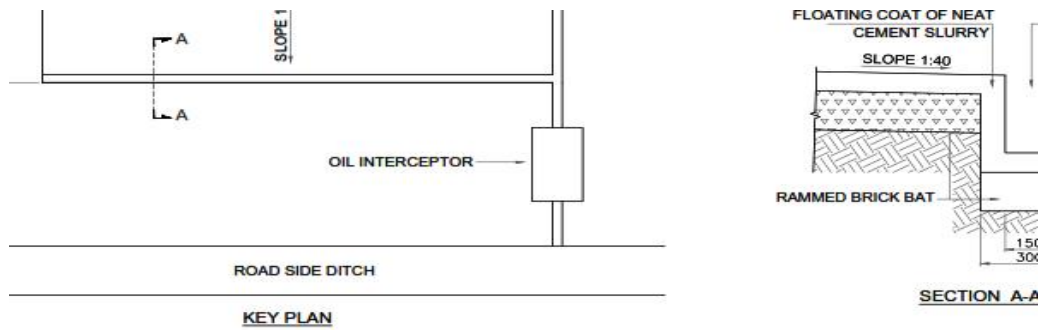 A
SLOPE 1
A
OIL INTERCEPTOR
ROAD SIDE DITCH
KEY PLAN
FLOATING COAT OF NEAT
CEMENT SLURRY
SLOPE 1:40
RAMMED BRICK BAT
150
300
SECTION A-A